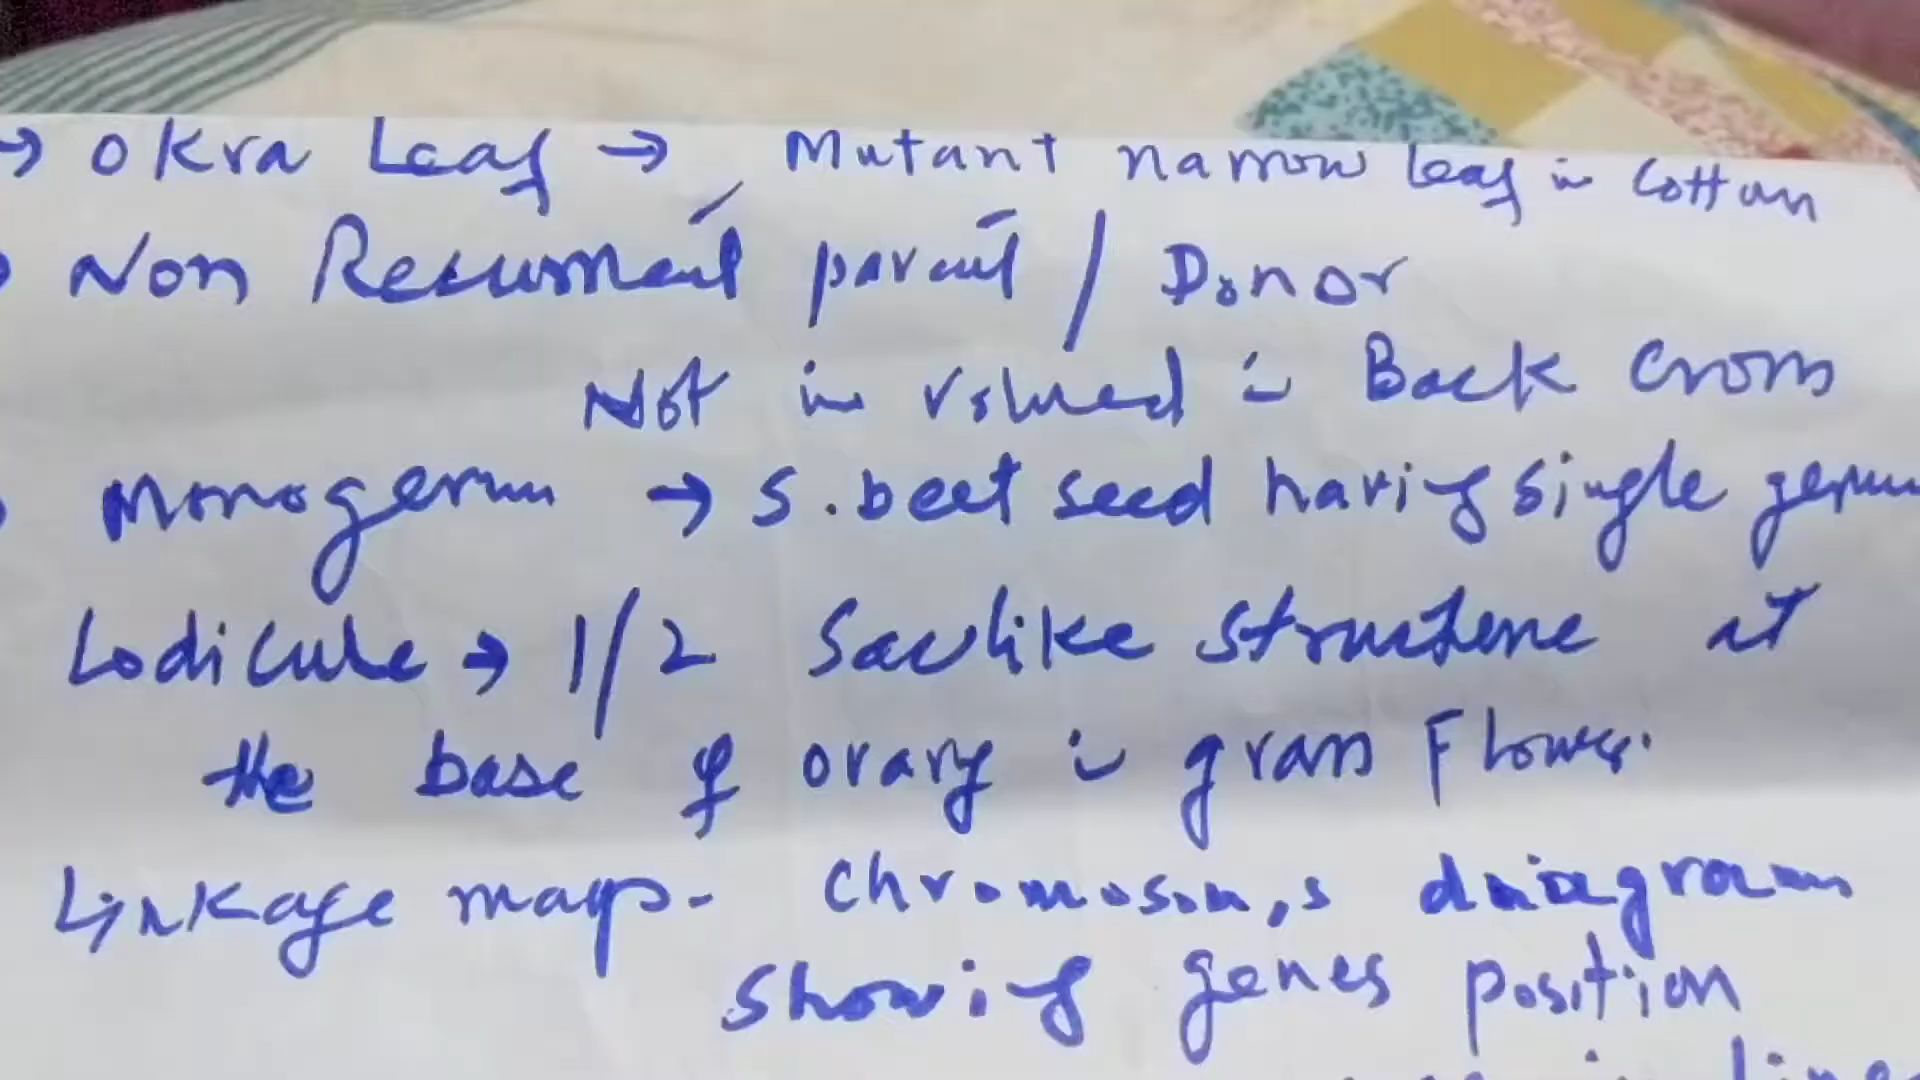 → Okra Leaf → Mutant narrow leaf in Cotton
Non Recurrent parent / Donor
Not involved in Back Cross
Monogerm → S. beet seed having single germ
Lodicule → 1/2 Saclike structure at
the base of ovary in grass Flower.
Linkage maps- Chromosom,s diagram
showing genes position
line